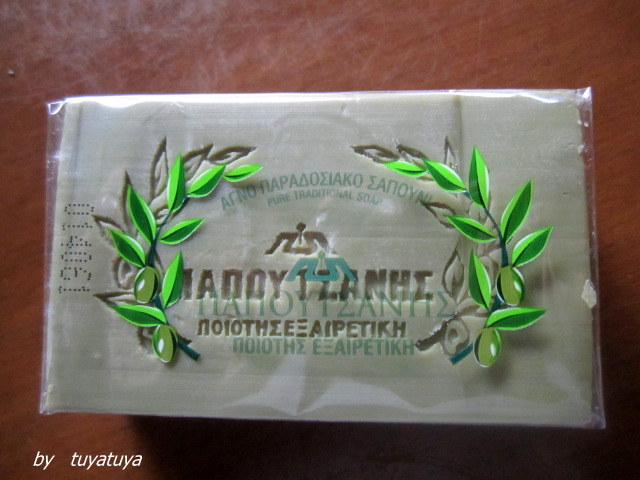 ΑΓΝΟ ΠΑΡΑΔΟΣΙΑΚΟ ΣΑΠΟΥΝΙ
PURE TRADITIONAL SOAP
ΠΑΠΟΥΤΣΑΝΗΣ
ΠΑΠΟΥΤΣΑΝΗΣ
ΠΟΙΟΤΗΣ ΕΞΑΙΡΕΤΙΚΗ
ΠΟΙΟΤΗΣ ΕΞΑΙΡΕΤΙΚΗ
by tuyatuya